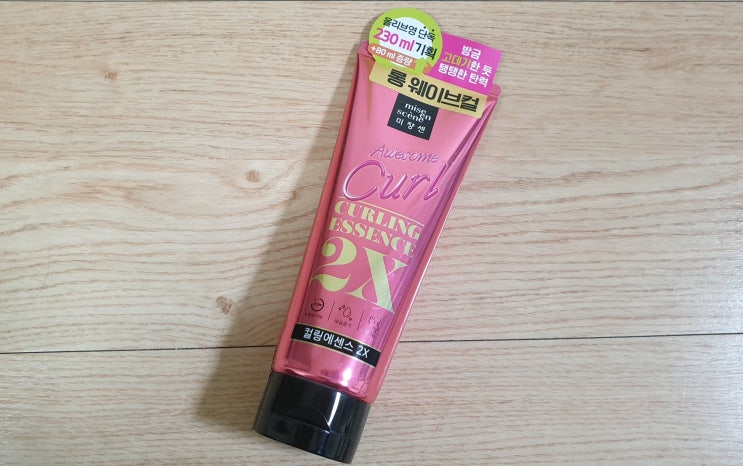 올리브영 단독
230 ml 기획
+80 ml 증량
방금
고데기한 듯
탱탱한 탄력
롱 웨이브컬
mise
en
scène
미쟝센
Awesome
Curl
CURLING
ESSENCE
2X
컬링에센스 2X